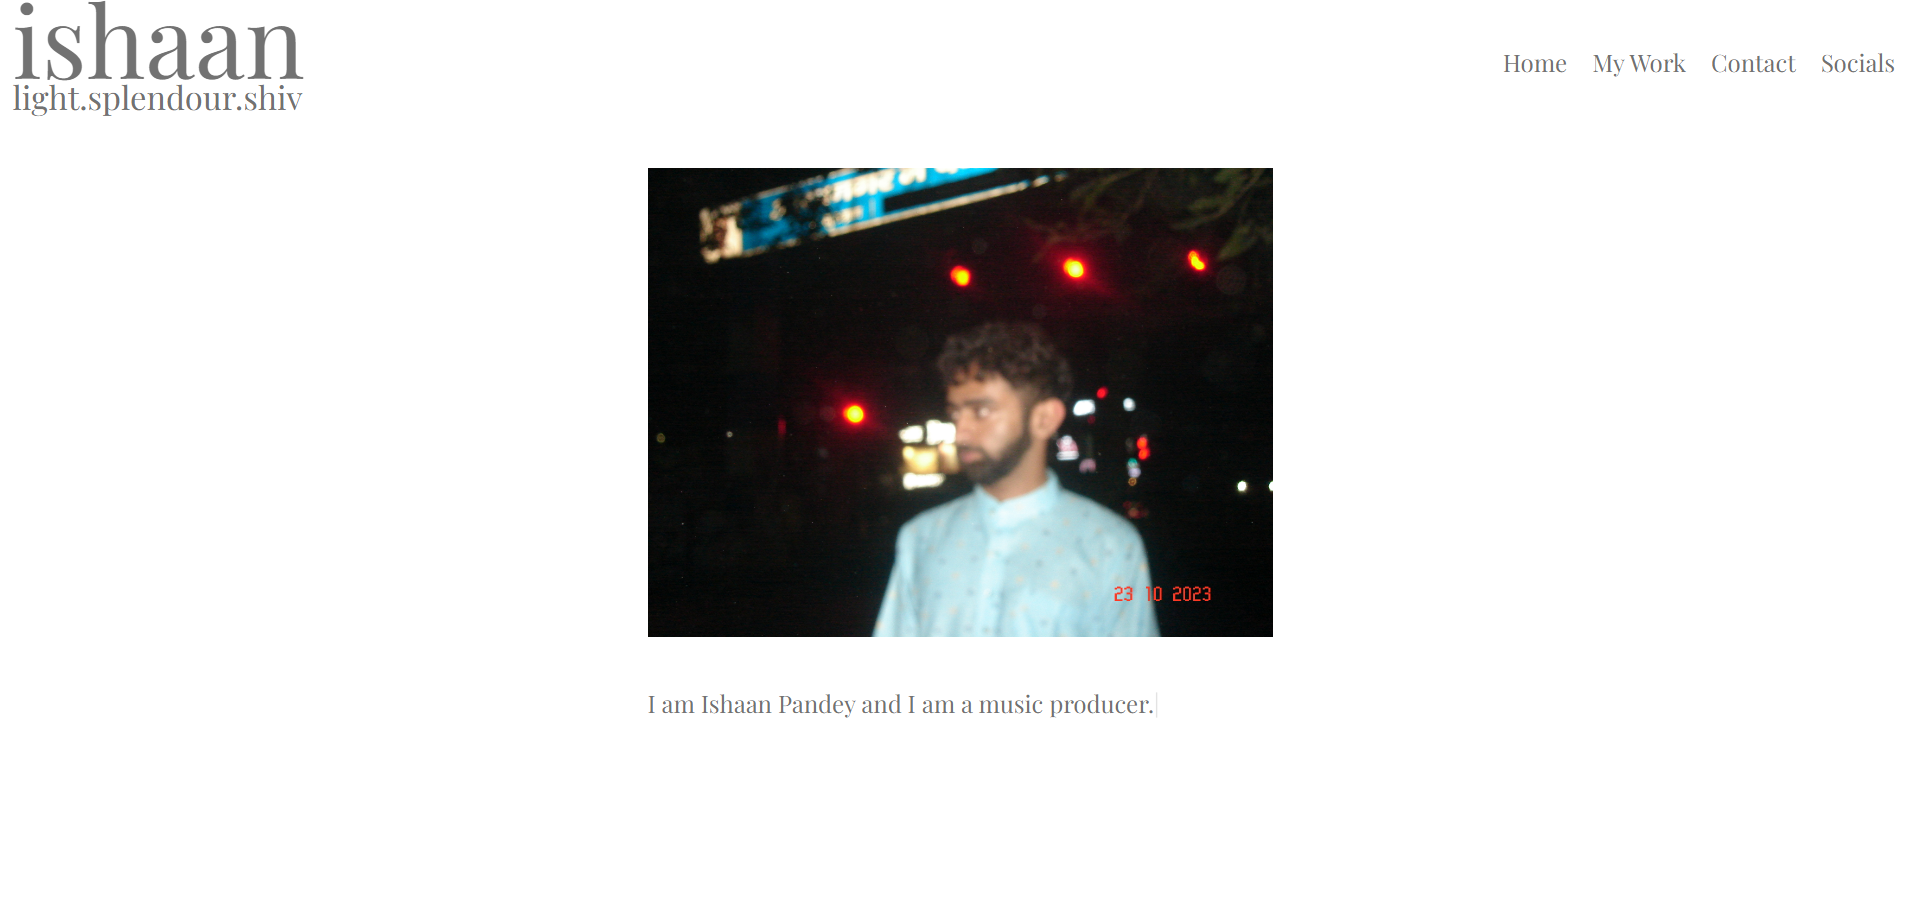 ishaan
light.splendour.shiv
Home My Work Contact Socials
23 10 2023
I am Ishaan Pandey and I am a music producer.